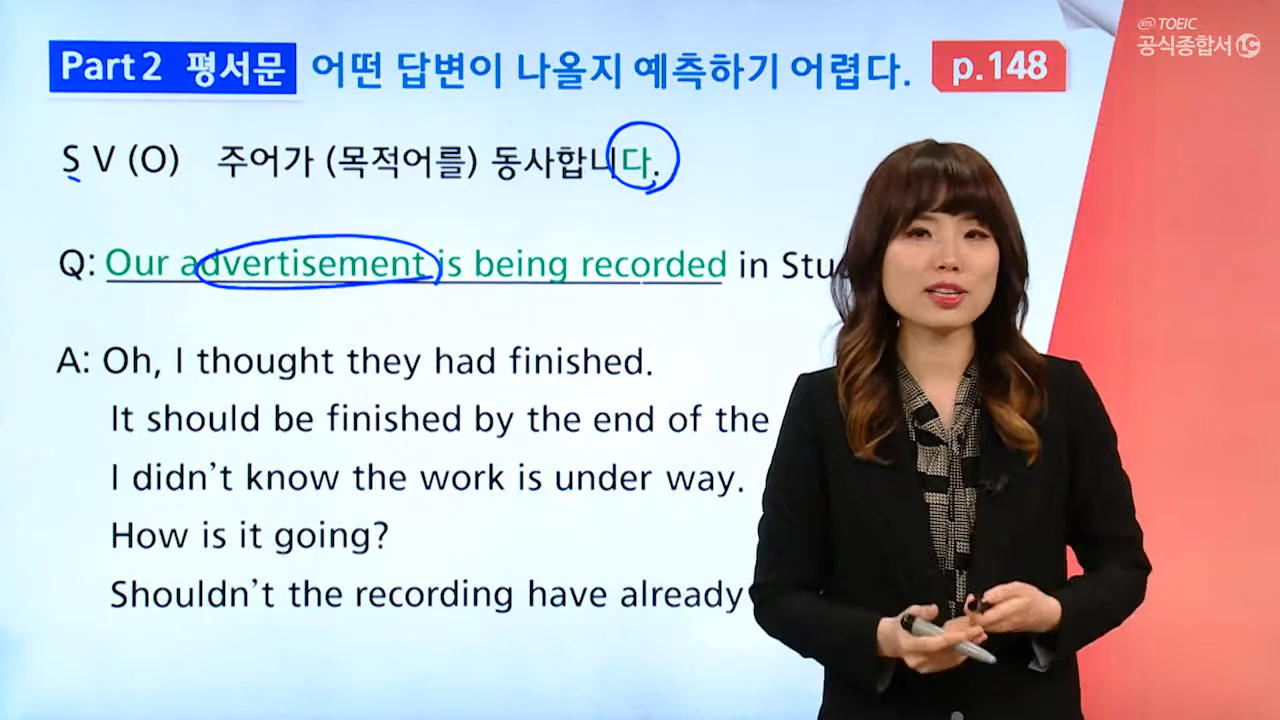 ETS TOEIC
공식종합서 LC
Part 2 평서문 어떤 답변이 나올지 예측하기 어렵다. p.148
S V (O) 주어가 (목적어를) 동사합니다.
Q: Our advertisement is being recorded in
A: Oh, I thought they had finished.
It should be finished by the end of the
I didn't know the work is under way.
How is it going?
Shouldn't the recording have already